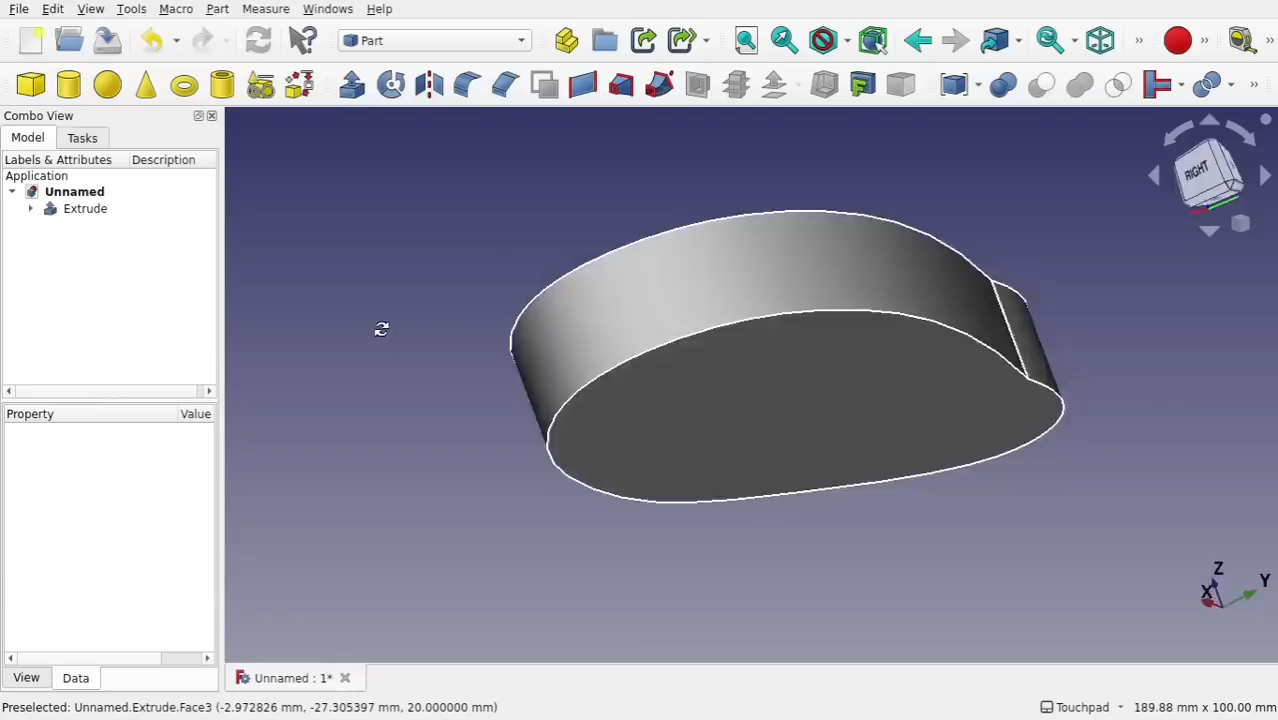 File Edit View Tools Macro Part Measure Windows Help
Part
Combo View
Model Tasks
Labels & Attributes Description
Application
Unnamed
Extrude
Property Value
View Data
RIGHT
Z
X
Y
Unnamed : 1*
Preselected: Unnamed.Extrude.Face3 (-2.972826 mm, -27.305397 mm, 20.000000 mm)
Touchpad 189.88 mm x 100.00 mm